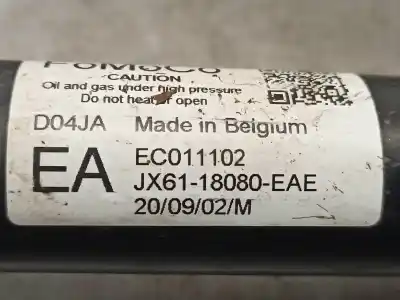 FoMoCo
CAUTION
Oil and gas under high pressure
Do not heat or open
D04JA Made in Belgium
EA
EC011102
JX61-18080-EAE
20/09/02/M